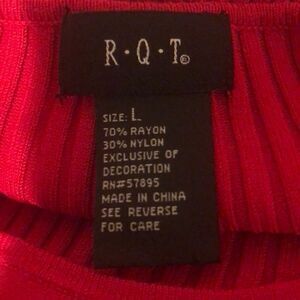 R·Q·T®
SIZE: L
70% RAYON
30% NYLON
EXCLUSIVE OF
DECORATION
RN#57895
MADE IN CHINA
SEE REVERSE
FOR CARE